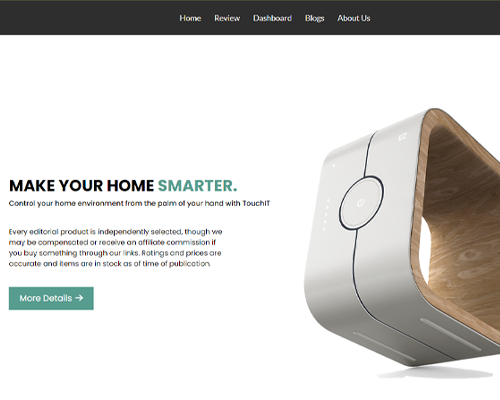 Home Review Dashboard Blogs About Us
MAKE YOUR HOME SMARTER.
Control your home environment from the palm of your hand with TouchIT
Every editorial product is independently selected, though we
may be compensated or receive an affiliate commission if
you buy something through our links. Ratings and prices are
accurate and items are in stock as of time of publication.
More Details →